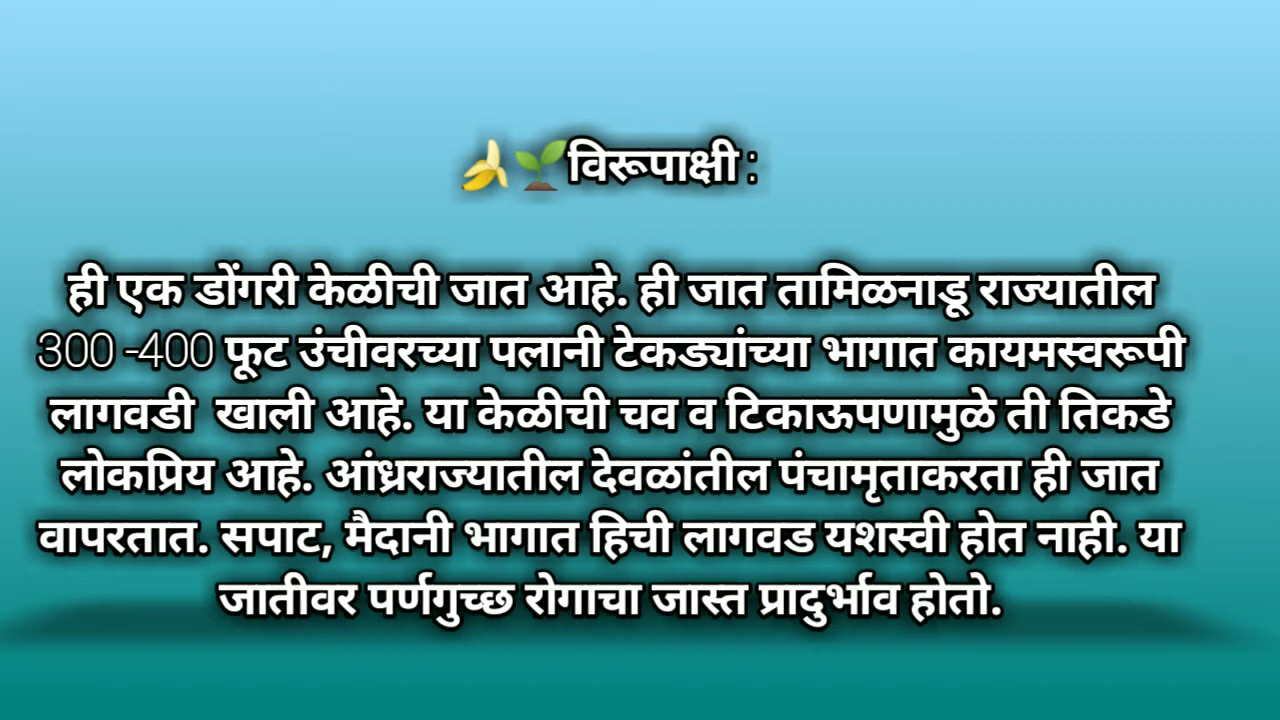 🍌🌱विरूपाक्षी :
ही एक डोंगरी केळीची जात आहे. ही जात तामिळनाडू राज्यातील
300 -400 फूट उंचीवरच्या पलानी टेकड्यांच्या भागात कायमस्वरूपी
लागवडी  खाली आहे. या केळीची चव व टिकाऊपणामुळे ती तिकडे
लोकप्रिय आहे. आंध्रराज्यातील देवळांतील पंचामृताकरता ही जात
वापरतात. सपाट, मैदानी भागात हिची लागवड यशस्वी होत नाही. या
जातीवर पर्णगुच्छ रोगाचा जास्त प्रादुर्भाव होतो.